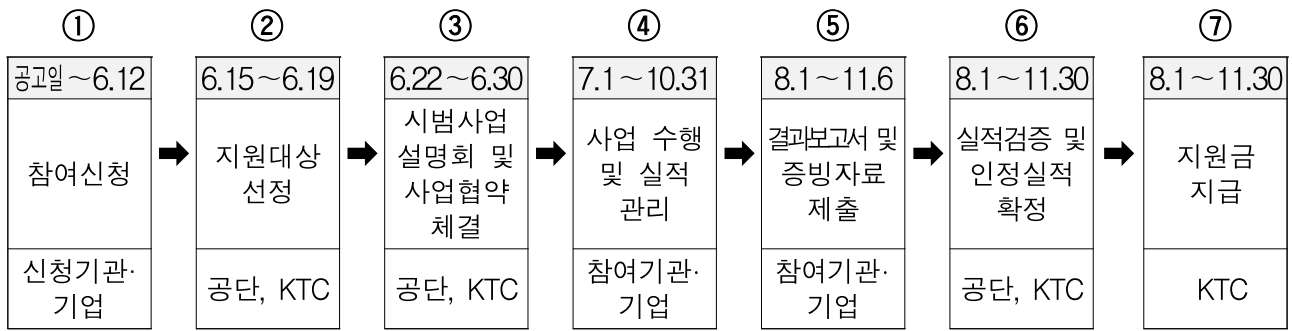 ① ② ③ ④ ⑤ ⑥ ⑦
공고일~6.12 6.15~6.19 6.22~6.30 7.1~10.31 8.1~11.6 8.1~11.30 8.1~11.30
참여신청
지원대상
선정
시범사업
설명회 및
사업협약
체결
사업 수행
및 실적
관리
결과보고서 및
증빙자료
제출
실적검증 및
인정실적
확정
지원금
지급
신청기관·
기업
공단, KTC
공단, KTC
참여기관·
기업
참여기관·
기업
공단, KTC
KTC